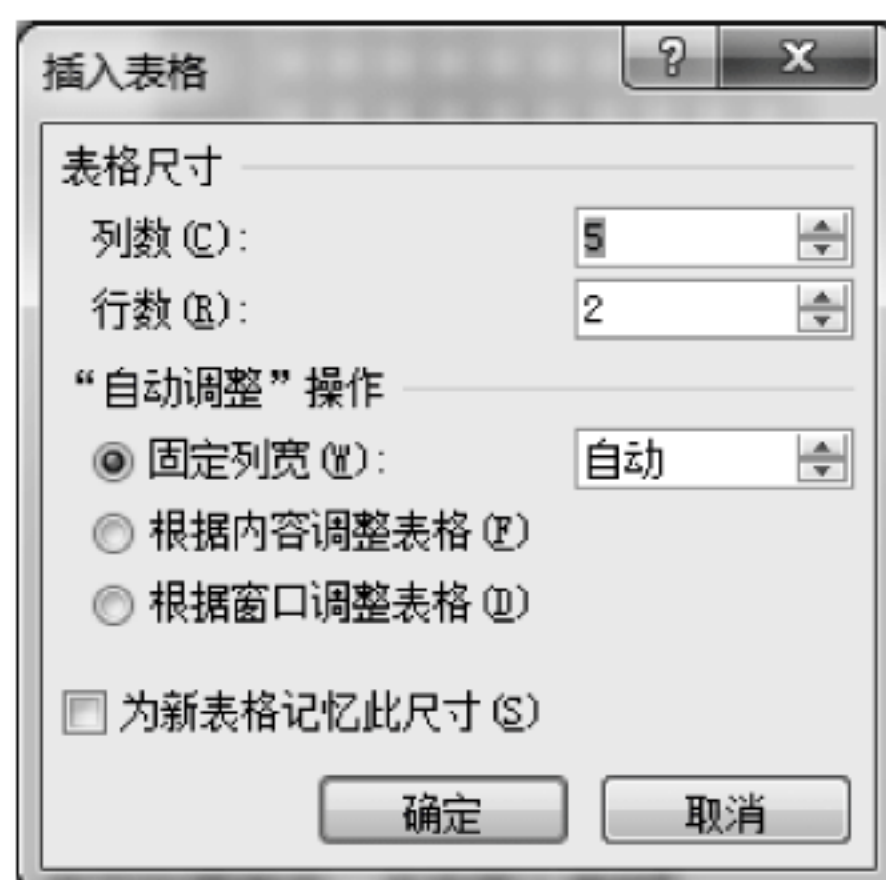 插入表格
表格尺寸
列数(C): 5
行数(R): 2
“自动调整”操作
固定列宽(W): 自动
根据内容调整表格(F)
根据窗口调整表格(D)
为新表格记忆此尺寸(S)
确定 取消